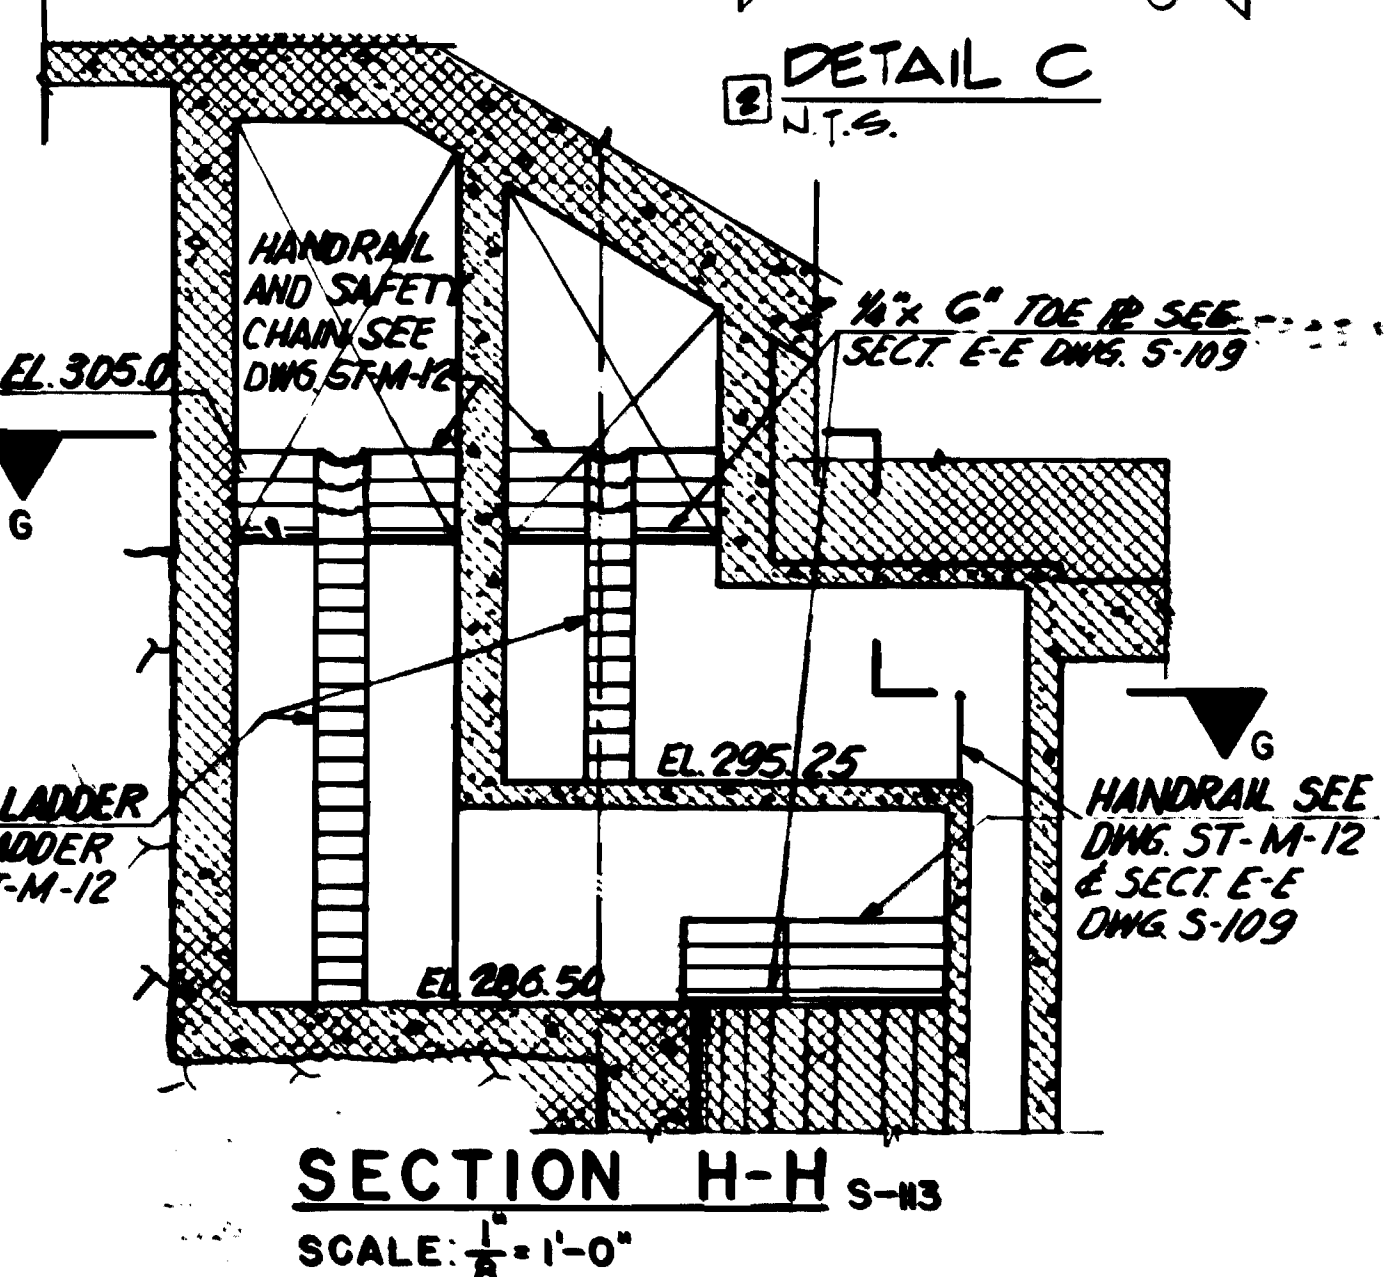 DETAIL C
2
N.T.S.
HANDRAIL
AND SAFETY
CHAIN SEE
DWG. ST-M-12
1/4" x 6" TOE PL SEE
SECT. E-E DWG. S-109
EL. 305.0
G
EL. 295.25
G
LADDER
ADDER
T-M-12
HANDRAIL SEE
DWG. ST-M-12
& SECT. E-E
DWG. S-109
EL 286.50
SECTION H-H S-113
SCALE: 1/8" = 1'-0"